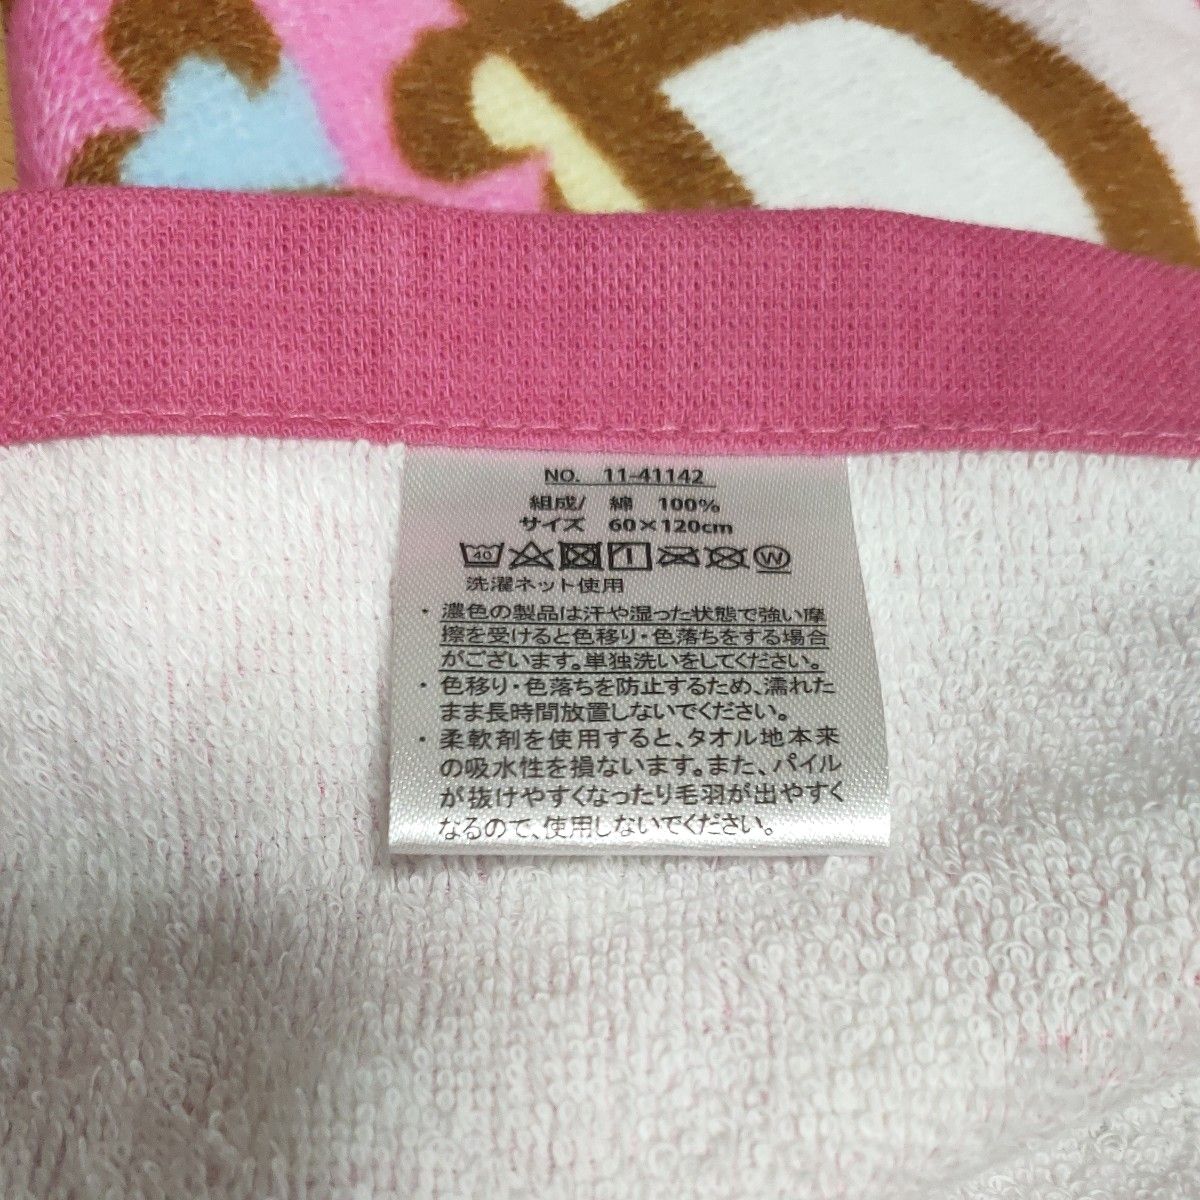 NO. 11-41142
組成/ 綿 100%
サイズ 60×120cm
40 W
洗濯ネット使用
・濃色の製品は汗や湿った状態で強い摩
擦を受けると色移り・色落ちをする場合
がございます。単独洗いをしてください。
・色移り・色落ちを防止するため、濡れた
まま長時間放置しないでください。
・柔軟剤を使用すると、タオル地本来
の吸水性を損ないます。また、パイル
が抜けやすくなったり毛羽が出やすく
なるので、使用しないでください。